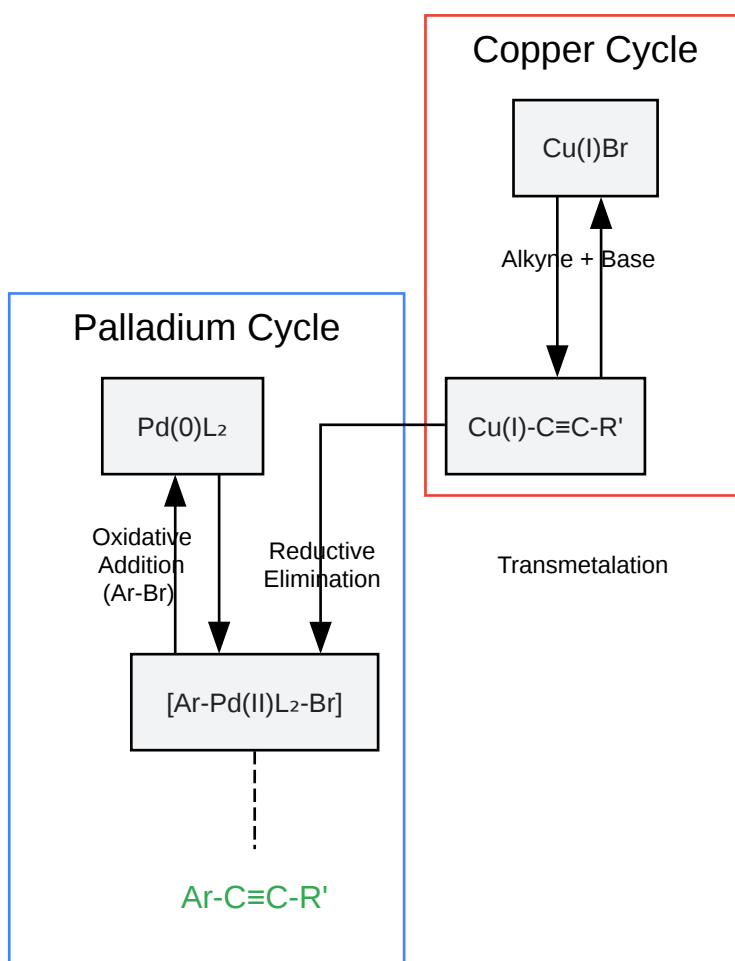 Copper Cycle
Cu(I)Br
Alkyne + Base
Palladium Cycle
Pd(0)L₂
Cu(I)-C≡C-R'
Oxidative
Addition
(Ar-Br)
Reductive
Elimination
Transmetalation
[Ar-Pd(II)L₂-Br]
Ar-C≡C-R'